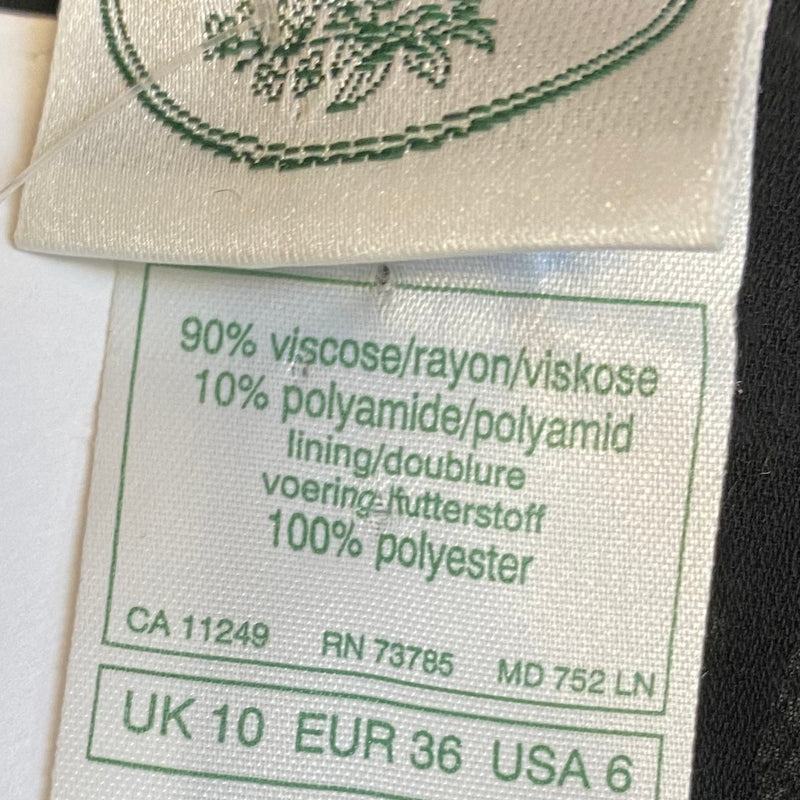 90% viscose/rayon/viskose
10% polyamide/polyamid
lining/doublure
voering-/futterstoff
100% polyester
CA 11249 RN 73785 MD 752 LN
UK 10 EUR 36 USA 6